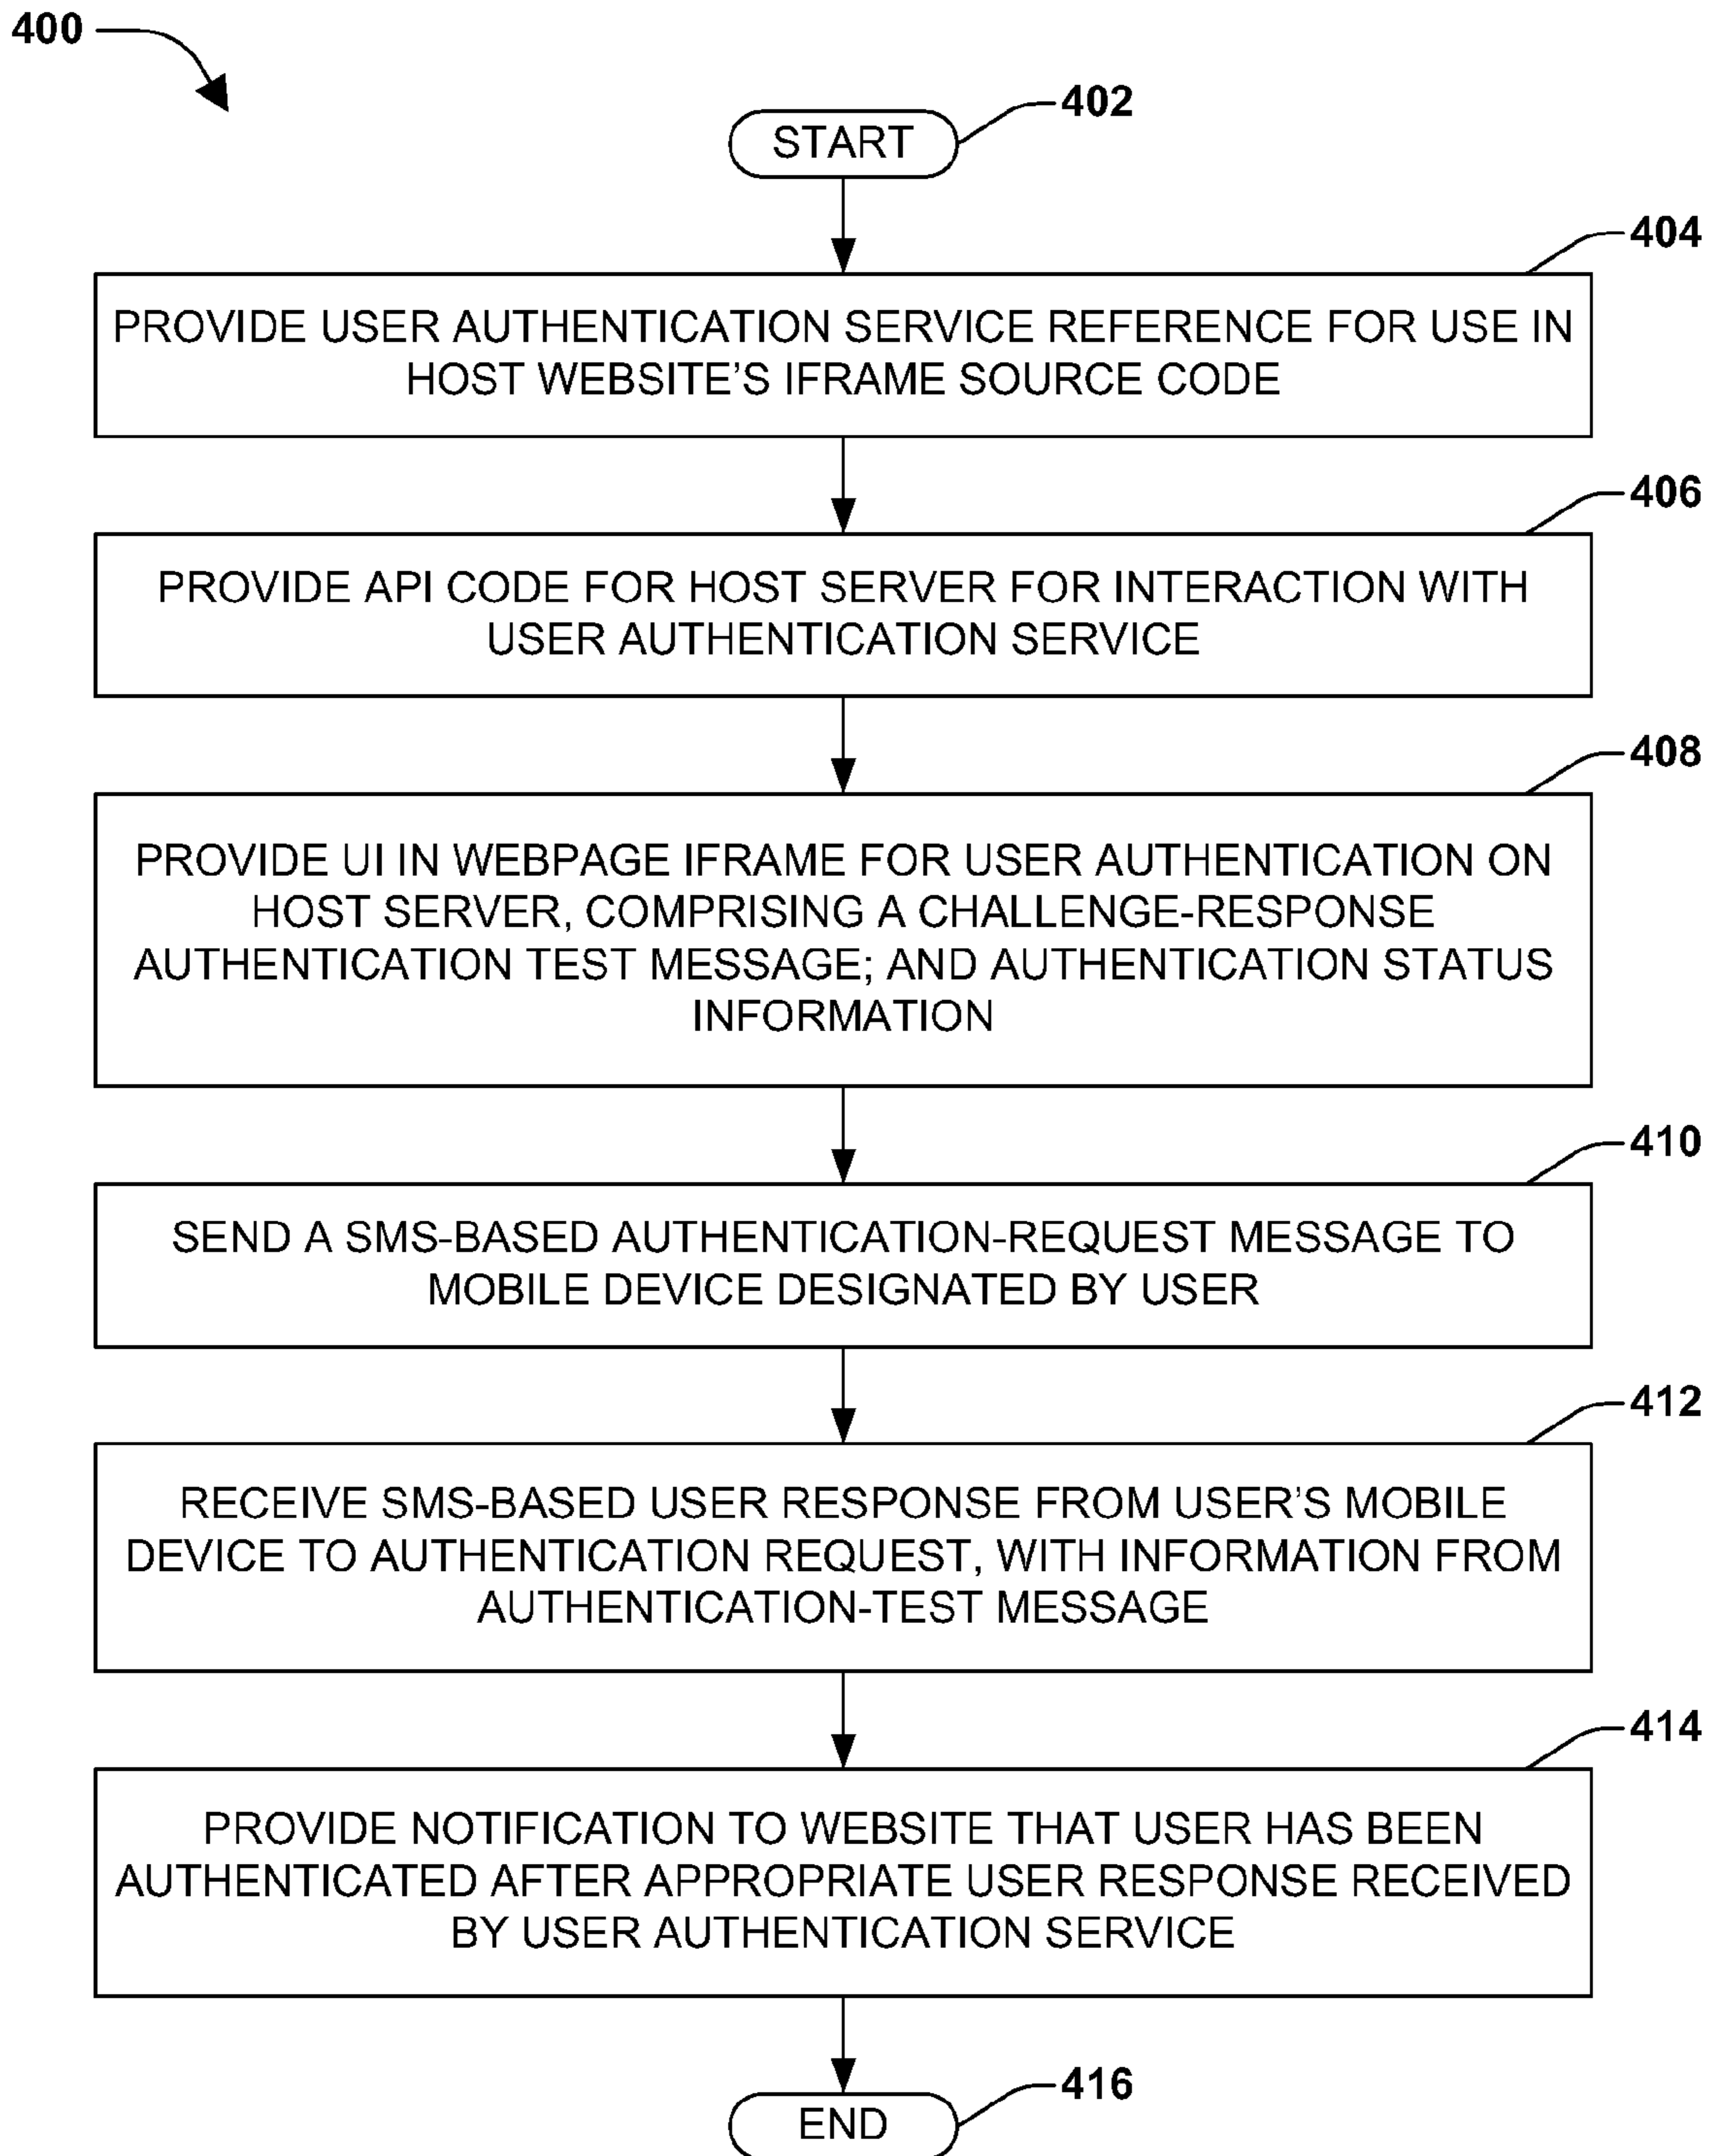 400
402
START
404
PROVIDE USER AUTHENTICATION SERVICE REFERENCE FOR USE IN
HOST WEBSITE'S IFRAME SOURCE CODE
406
PROVIDE API CODE FOR HOST SERVER FOR INTERACTION WITH
USER AUTHENTICATION SERVICE
408
PROVIDE UI IN WEBPAGE IFRAME FOR USER AUTHENTICATION ON
HOST SERVER, COMPRISING A CHALLENGE-RESPONSE
AUTHENTICATION TEST MESSAGE; AND AUTHENTICATION STATUS
INFORMATION
410
SEND A SMS-BASED AUTHENTICATION-REQUEST MESSAGE TO
MOBILE DEVICE DESIGNATED BY USER
412
RECEIVE SMS-BASED USER RESPONSE FROM USER'S MOBILE
DEVICE TO AUTHENTICATION REQUEST, WITH INFORMATION FROM
AUTHENTICATION-TEST MESSAGE
414
PROVIDE NOTIFICATION TO WEBSITE THAT USER HAS BEEN
AUTHENTICATED AFTER APPROPRIATE USER RESPONSE RECEIVED
BY USER AUTHENTICATION SERVICE
416
END